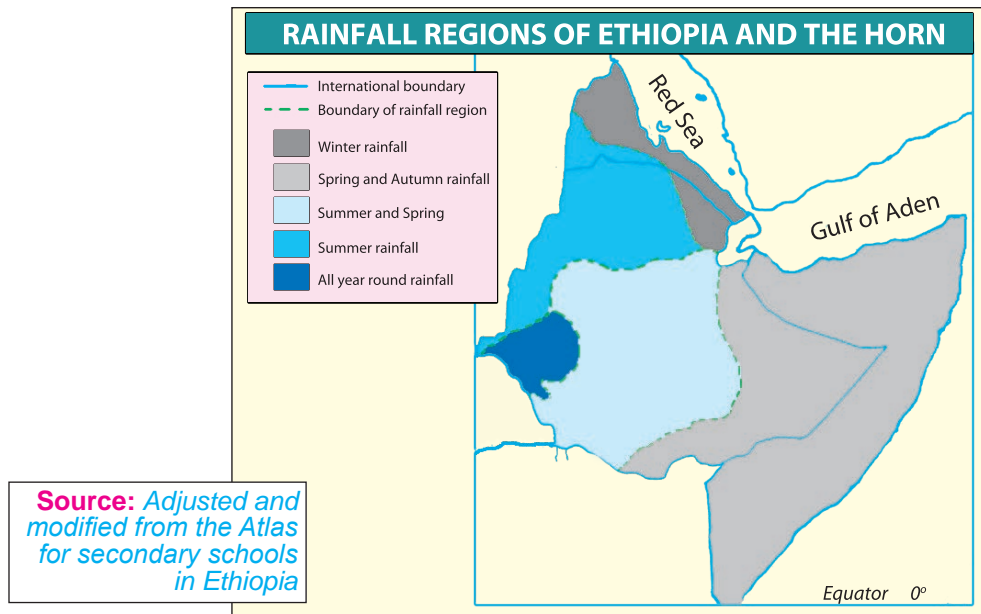 RAINFALL REGIONS OF ETHIOPIA AND THE HORN
International boundary
Boundary of rainfall region
Winter rainfall
Spring and Autumn rainfall
Summer and Spring
Summer rainfall
All year round rainfall
Red Sea
Gulf of Aden
Equator 0°
Source: Adjusted and
modified from the Atlas
for secondary schools
in Ethiopia